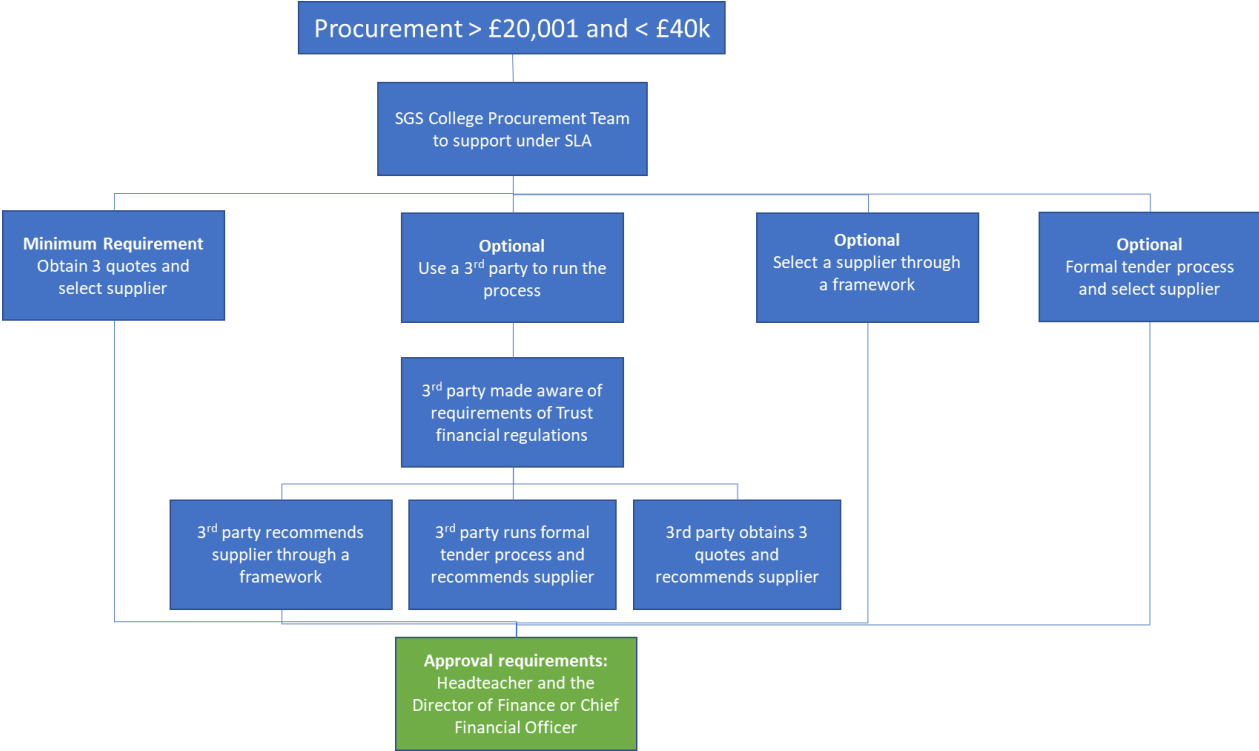 Procurement > £20,001 and < £40k
SGS College Procurement Team
to support under SLA
Minimum Requirement
Obtain 3 quotes and
select supplier
Optional
Use a 3rd party to run the
process
Optional
Select a supplier through
a framework
Optional
Formal tender process
and select supplier
3rd party made aware of
requirements of Trust
financial regulations
3rd party recommends
supplier through a
framework
3rd party runs formal
tender process and
recommends supplier
3rd party obtains 3
quotes and
recommends supplier
Approval requirements:
Headteacher and the
Director of Finance or Chief
Financial Officer